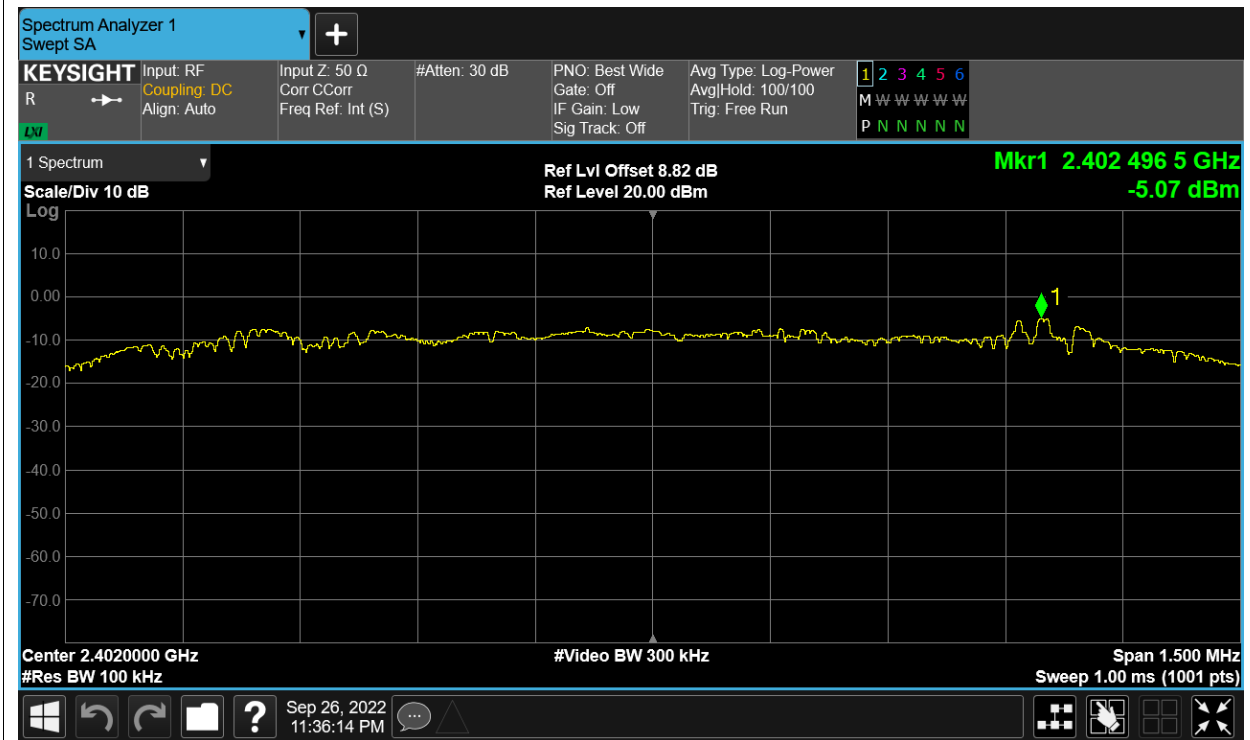 Spectrum Analyzer 1
Swept SA
+
KEYSIGHT Input: RF Input Z: 50 Ω #Atten: 30 dB PNO: Best Wide Avg Type: Log-Power 1 2 3 4 5 6
R Coupling: DC Corr CCorr Gate: Off Avg|Hold: 100/100 M W W W W W
Align: Auto Freq Ref: Int (S) IF Gain: Low Trig: Free Run
LXI Sig Track: Off P N N N N N
1 Spectrum
Ref Lvl Offset 8.82 dB Mkr1 2.402 496 5 GHz
Scale/Div 10 dB Ref Level 20.00 dBm -5.07 dBm
Log
10.0
0.00
1
-10.0
-20.0
-30.0
-40.0
-50.0
-60.0
-70.0
Center 2.4020000 GHz #Video BW 300 kHz Span 1.500 MHz
#Res BW 100 kHz Sweep 1.00 ms (1001 pts)
? Sep 26, 2022
11:36:14 PM